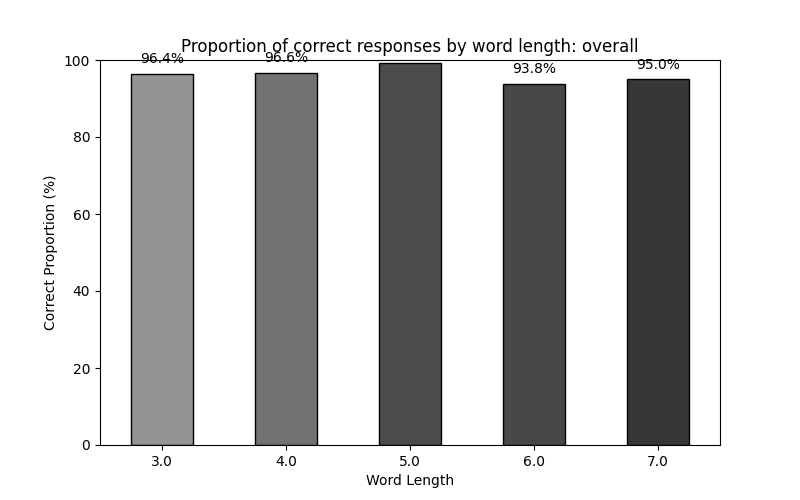 Proportion of correct responses by word length: overall
96.4%
96.6%
93.8%
95.0%
100
80
60
40
20
0
Correct Proportion (%)
3.0 4.0 5.0 6.0 7.0
Word Length